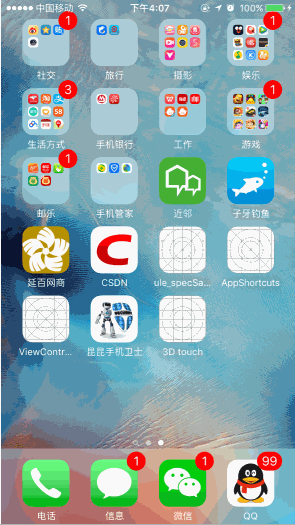 中国移动 下午4:07 100%
1 1
社交 旅行 摄影 娱乐
3 1
生活方式 手机银行 工作 游戏
1
邮乐 手机管家 近邻 子牙钓鱼
C
延百网商 CSDN ule_specSa... AppShortcuts
ViewContr... 昆昆手机卫士 3D touch
1 1 99
电话 信息 微信 QQ